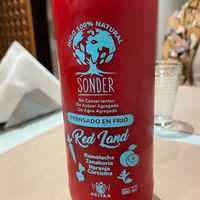 JUGO 100% NATURAL
SONDER
Sin Conservantes
Sin Azúcar Agregada
Sin Agua Agregada
PRENSADO EN FRIO
Red Land
Remolacha
Zanahoria
Naranja
Cúrcuma
AGITAR